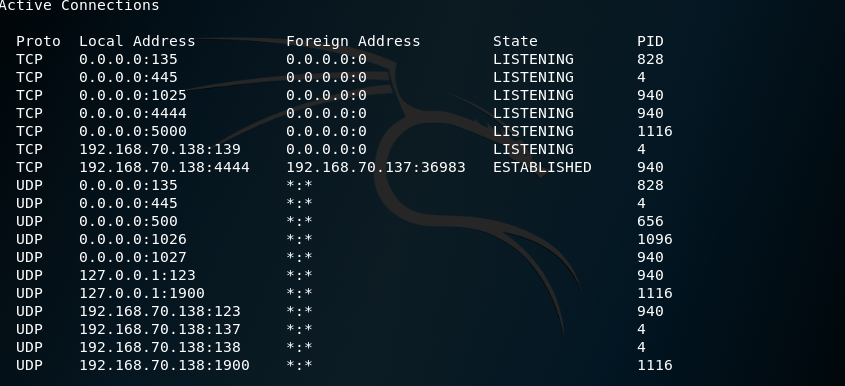 Active Connections
Proto  Local Address          Foreign Address        State           PID
TCP    0.0.0.0:135            0.0.0.0:0              LISTENING       828
TCP    0.0.0.0:445            0.0.0.0:0              LISTENING       4
TCP    0.0.0.0:1025           0.0.0.0:0              LISTENING       940
TCP    0.0.0.0:4444           0.0.0.0:0              LISTENING       940
TCP    0.0.0.0:5000           0.0.0.0:0              LISTENING       1116
TCP    192.168.70.138:139     0.0.0.0:0              LISTENING       4
TCP    192.168.70.138:4444    192.168.70.137:36983   ESTABLISHED     940
UDP    0.0.0.0:135            *:*                                    828
UDP    0.0.0.0:445            *:*                                    4
UDP    0.0.0.0:500            *:*                                    656
UDP    0.0.0.0:1026           *:*                                    1096
UDP    0.0.0.0:1027           *:*                                    940
UDP    127.0.0.1:123          *:*                                    940
UDP    127.0.0.1:1900         *:*                                    1116
UDP    192.168.70.138:123     *:*                                    940
UDP    192.168.70.138:137     *:*                                    4
UDP    192.168.70.138:138     *:*                                    4
UDP    192.168.70.138:1900    *:*                                    1116